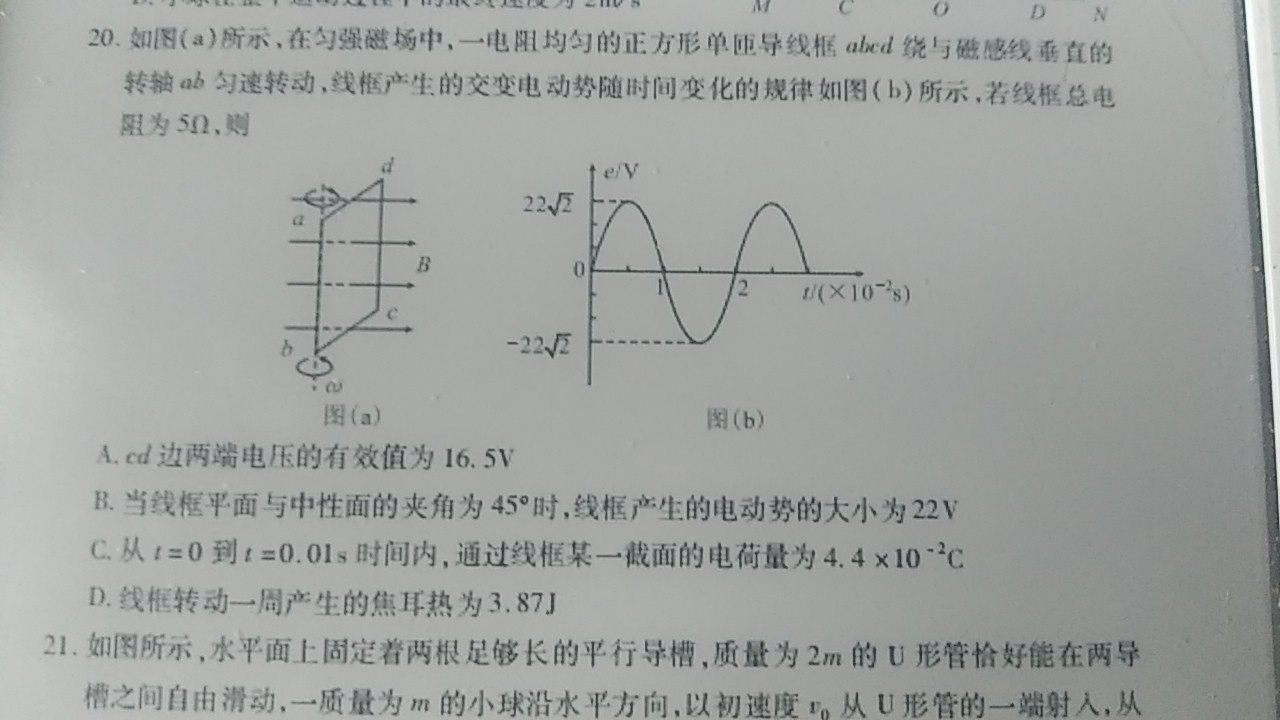 M C O D N
20. 如图(a)所示,在匀强磁场中,一电阻均匀的正方形单匝导线框 abcd 绕与磁感线垂直的
转轴 ab 匀速转动,线框产生的交变电动势随时间变化的规律如图(b)所示,若线框总电
阻为 5Ω,则
d
a
B
c
b
ω
图(a)
e/V
22√2
0
1 2 t/(×10⁻²s)
-22√2
图(b)
A. cd 边两端电压的有效值为 16.5V
B. 当线框平面与中性面的夹角为 45°时,线框产生的电动势的大小为 22V
C. 从 t=0 到 t=0.01s 时间内,通过线框某一截面的电荷量为 4.4×10⁻²C
D. 线框转动一周产生的焦耳热为 3.87J
21. 如图所示,水平面上固定着两根足够长的平行导槽,质量为 2m 的 U 形管恰好能在两导
槽之间自由滑动,一质量为 m 的小球沿水平方向,以初速度 v₀ 从 U 形管的一端射入,从